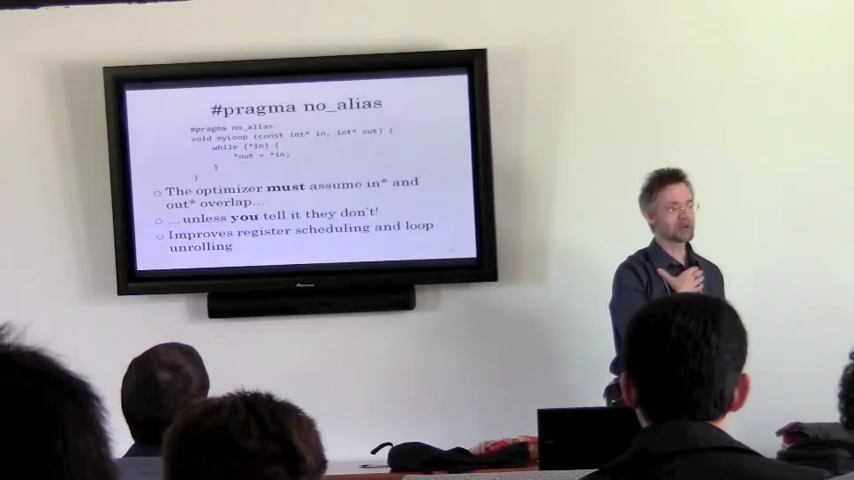 #pragma no_alias
#pragma no_alias
void myLoop (const int* in, int* out) {
while (*in) {
*out = *in;
}
}
The optimizer must assume in* and
out* overlap...
...unless you tell it they don't!
Improves register scheduling and loop
unrolling
Pioneer